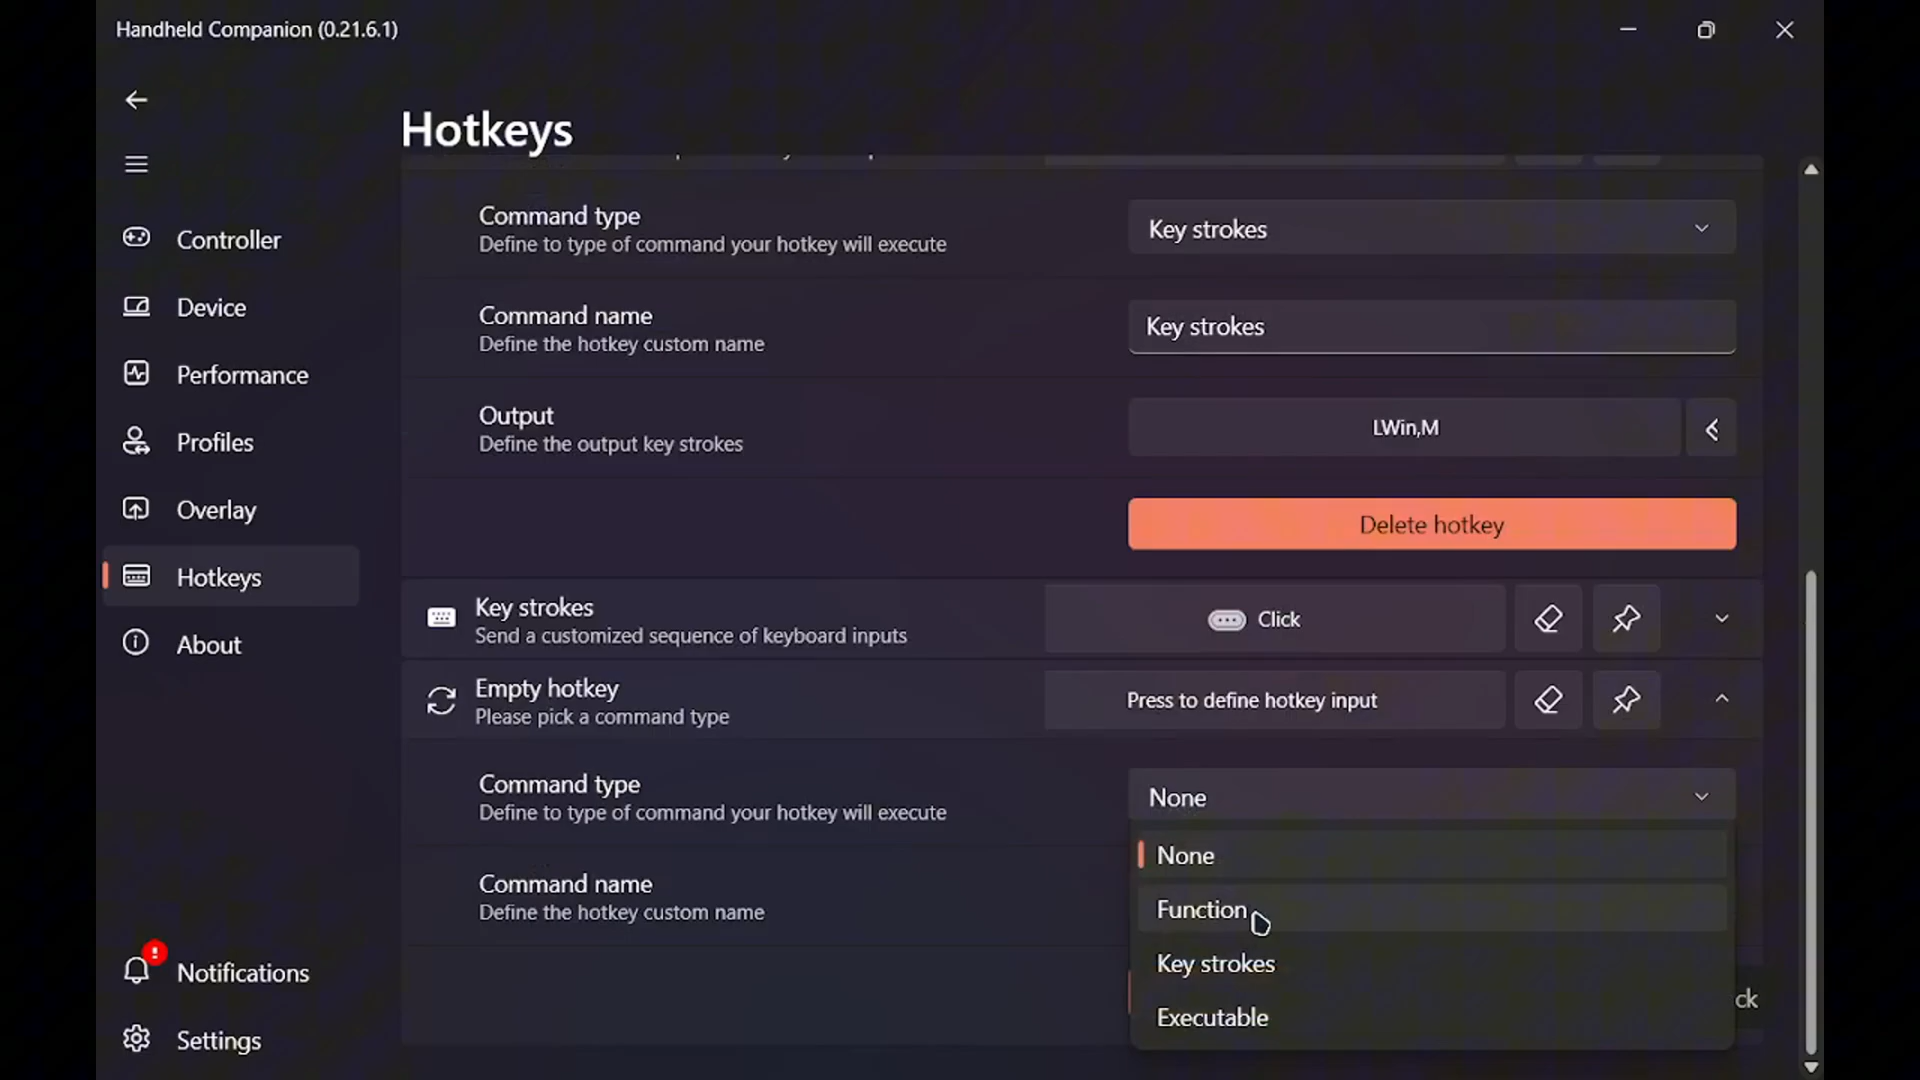 Handheld Companion (0.21.6.1)
Hotkeys
Controller
Device
Performance
Profiles
Overlay
Hotkeys
About
Notifications
Settings
Command type
Define to type of command your hotkey will execute
Key strokes
Command name
Define the hotkey custom name
Key strokes
Output
Define the output key strokes
LWin,M
Delete hotkey
Key strokes
Send a customized sequence of keyboard inputs
Click
Empty hotkey
Please pick a command type
Press to define hotkey input
Command type
Define to type of command your hotkey will execute
None
None
Function
Key strokes
Executable
Command name
Define the hotkey custom name
ck